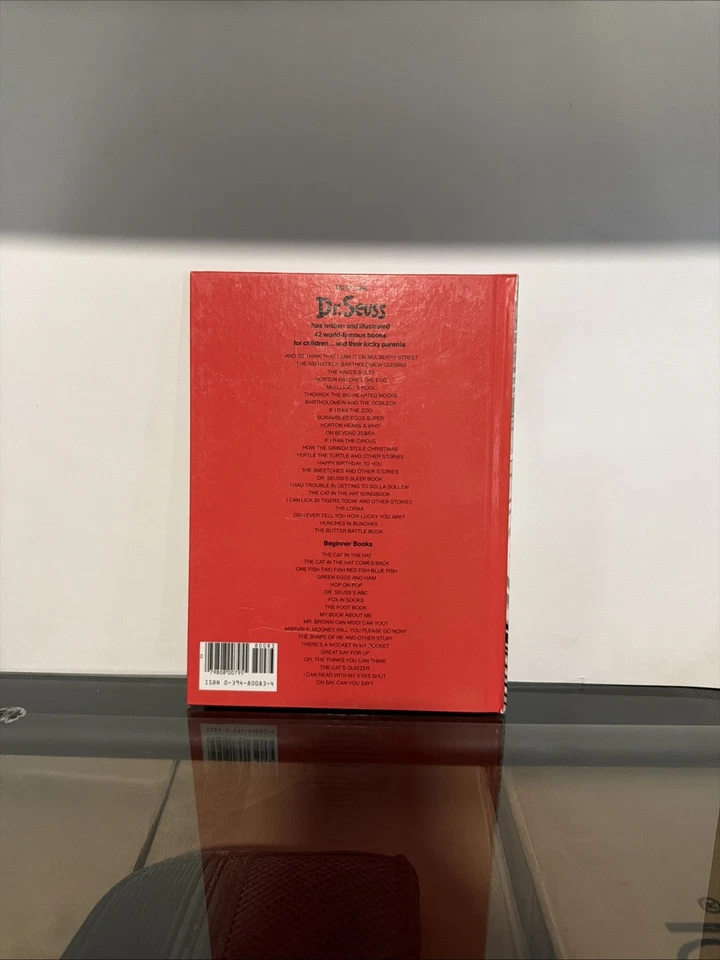 Dr. Seuss
has written and illustrated
42 world-famous books
for children... and their lucky parents.
AND TO THINK THAT I SAW IT ON MULBERRY STREET
THE 500 HATS OF BARTHOLOMEW CUBBINS
THE KING'S STILTS
HORTON HATCHES THE EGG
McELLIGOT'S POOL
THIDWICK THE BIG-HEARTED MOOSE
BARTHOLOMEW AND THE OOBLECK
IF I RAN THE ZOO
SCRAMBLED EGGS SUPER
HORTON HEARS A WHO
ON BEYOND ZEBRA
IF I RAN THE CIRCUS
HOW THE GRINCH STOLE CHRISTMAS
YERTLE THE TURTLE AND OTHER STORIES
HAPPY BIRTHDAY TO YOU
THE SNEETCHES AND OTHER STORIES
DR. SEUSS'S SLEEP BOOK
I HAD TROUBLE IN GETTING TO SOLLA SOLLEW
THE CAT IN THE HAT SONGBOOK
I CAN LICK 30 TIGERS TODAY AND OTHER STORIES
THE LORAX
DID I EVER TELL YOU HOW LUCKY YOU ARE?
HUNCHES IN BUNCHES
THE BUTTER BATTLE BOOK
Beginner Books
THE CAT IN THE HAT
THE CAT IN THE HAT COMES BACK
ONE FISH TWO FISH RED FISH BLUE FISH
GREEN EGGS AND HAM
HOP ON POP
DR. SEUSS'S ABC
FOX IN SOCKS
THE FOOT BOOK
MY BOOK ABOUT ME
MR. BROWN CAN MOO! CAN YOU?
MARVIN K. MOONEY, WILL YOU PLEASE GO NOW!
THE SHAPE OF ME AND OTHER STUFF
THERE'S A WOCKET IN MY POCKET
GREAT DAY FOR UP
OH, THE THINKS YOU CAN THINK
THE CAT'S QUIZZER
I CAN READ WITH MY EYES SHUT
OH SAY CAN YOU SAY?
80083
79808 00795
ISBN 0-394-80083-4